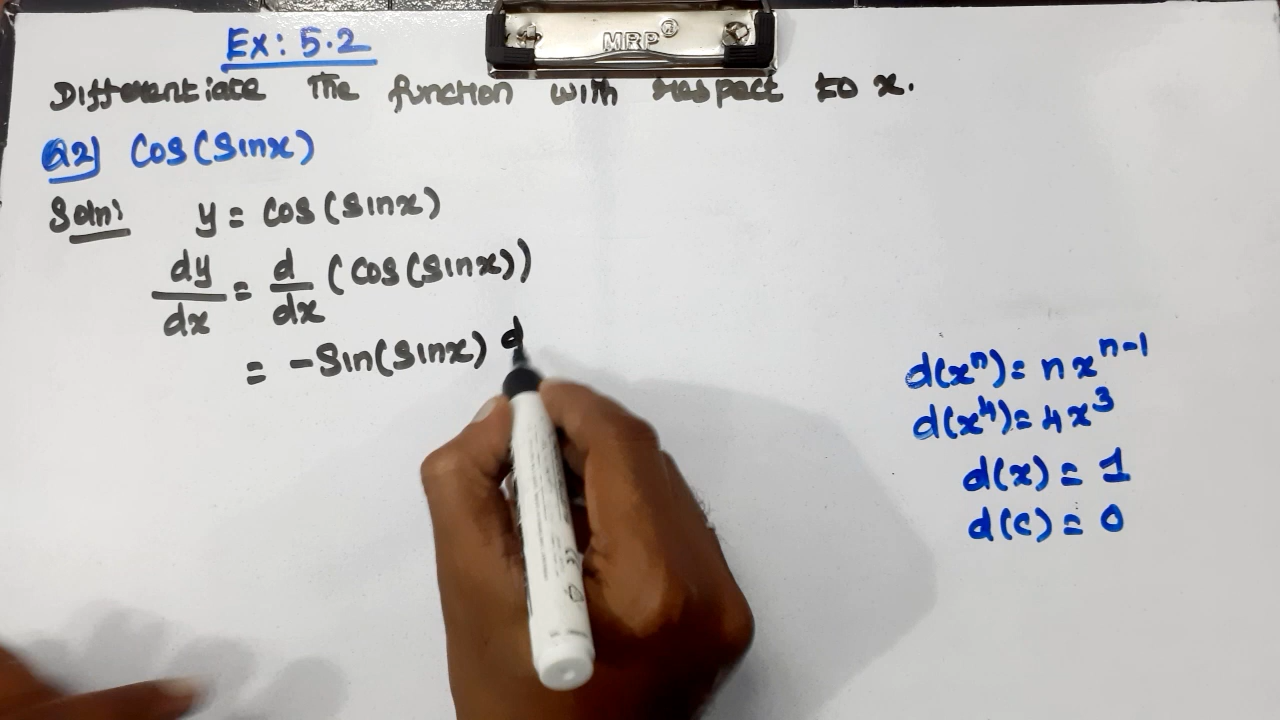 MRP®
Ex: 5.2
Differentiate the function with respect to x.
Q2) Cos(Sinx)
Soln: y = Cos(Sinx)
dy/dx = d/dx (Cos(Sinx))
= -Sin(Sinx) d
d(xⁿ) = nxⁿ⁻¹
d(x⁴) = 4x³
d(x) = 1
d(c) = 0